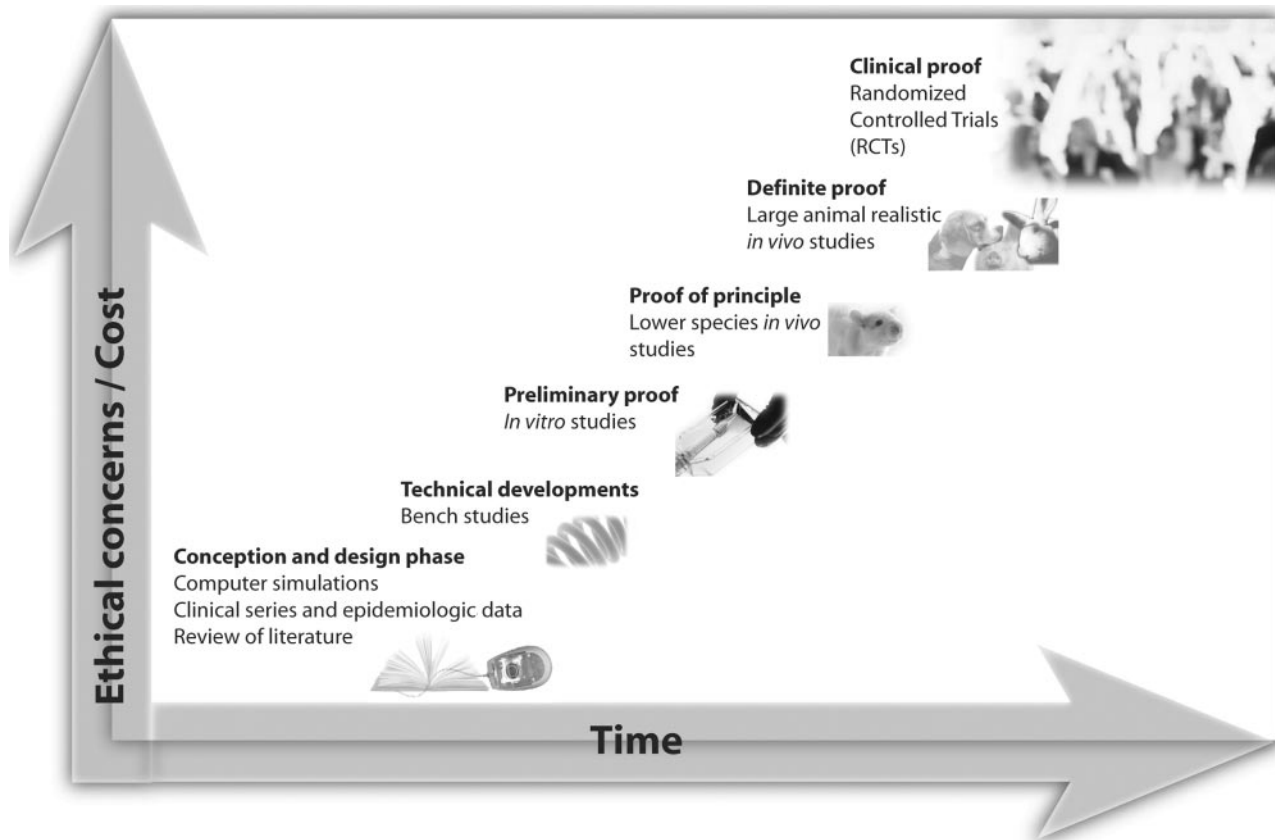 Clinical proof
Randomized
Controlled Trials
(RCTs)
Definite proof
Large animal realistic
in vivo studies
Proof of principle
Lower species in vivo
studies
Preliminary proof
In vitro studies
Technical developments
Bench studies
Conception and design phase
Computer simulations
Clinical series and epidemiologic data
Review of literature
Ethical concerns / Cost
Time